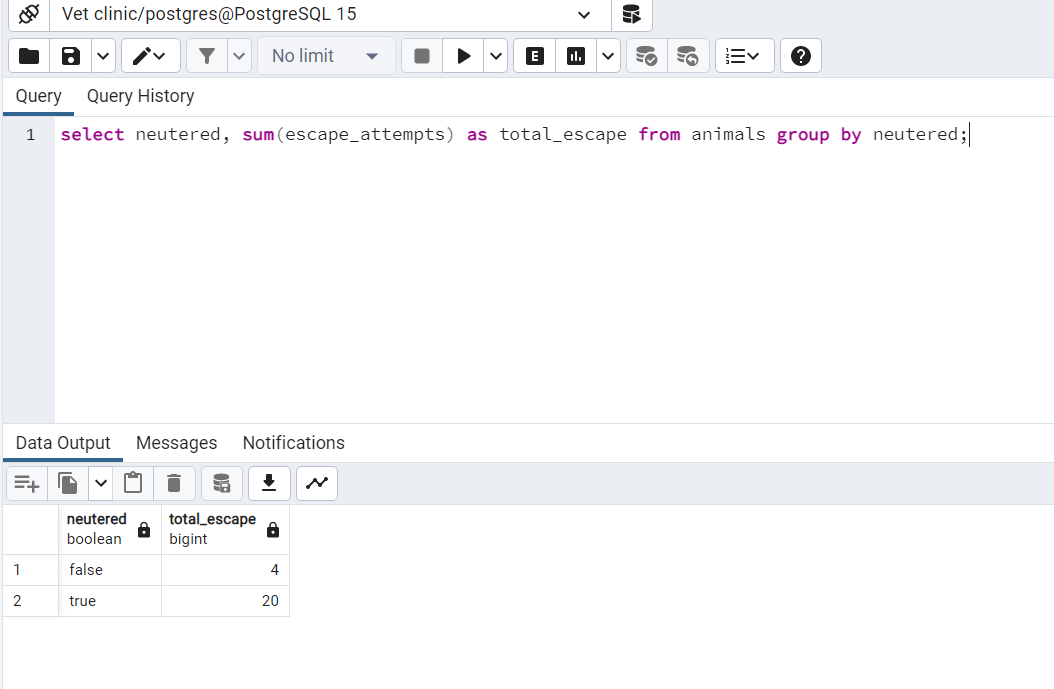 Vet clinic/postgres@PostgreSQL 15
No limit
E
Query Query History
1 select neutered, sum(escape_attempts) as total_escape from animals group by neutered;
Data Output Messages Notifications
neutered total_escape
boolean bigint
1 false 4
2 true 20